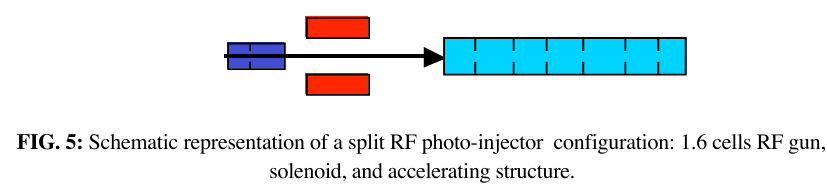 FIG. 5: Schematic representation of a split RF photo-injector configuration: 1.6 cells RF gun,
solenoid, and accelerating structure.